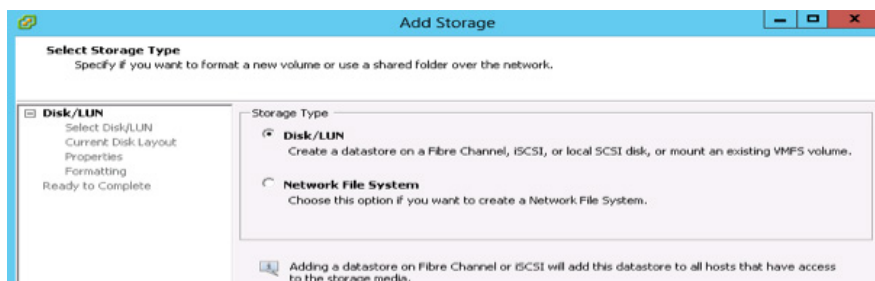 Add Storage
Select Storage Type
Specify if you want to format a new volume or use a shared folder over the network.
Disk/LUN
Select Disk/LUN
Current Disk Layout
Properties
Formatting
Ready to Complete
Storage Type
Disk/LUN
Create a datastore on a Fibre Channel, iSCSI, or local SCSI disk, or mount an existing VMFS volume.
Network File System
Choose this option if you want to create a Network File System.
Adding a datastore on Fibre Channel or iSCSI will add this datastore to all hosts that have access
to the storage media.